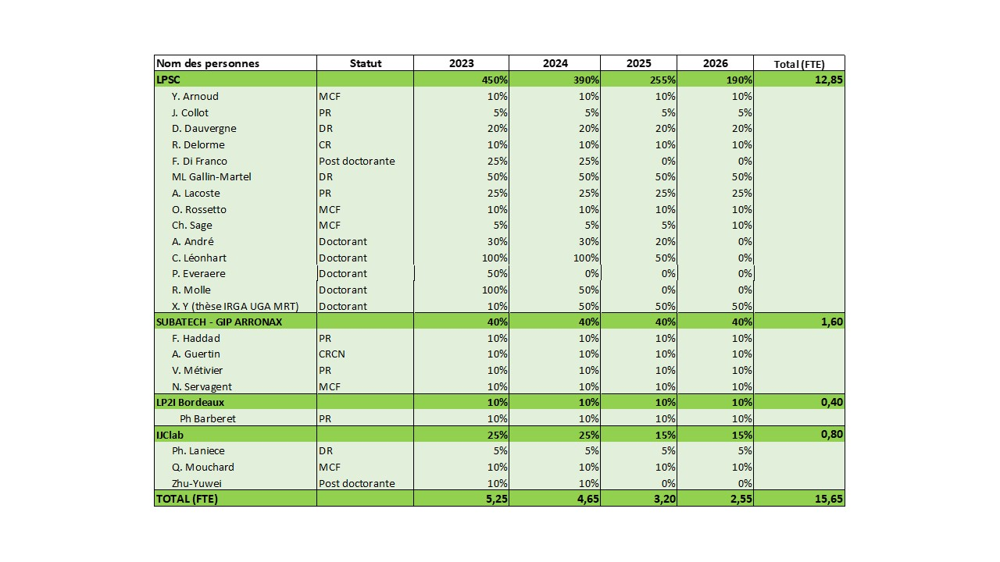 Nom des personnes Statut 2023 2024 2025 2026 Total (FTE)
LPSC 450% 390% 255% 190% 12,85
Y. Arnoud MCF 10% 10% 10% 10%
J. Collot PR 5% 5% 5% 5%
D. Dauvergne DR 20% 20% 20% 20%
R. Delorme CR 10% 10% 10% 10%
F. Di Franco Post doctorante 25% 25% 0% 0%
ML Gallin-Martel DR 50% 50% 50% 50%
A. Lacoste PR 25% 25% 25% 25%
O. Rossetto MCF 10% 10% 10% 10%
Ch. Sage MCF 5% 5% 5% 10%
A. André Doctorant 30% 30% 20% 0%
C. Léonhart Doctorant 100% 100% 50% 0%
P. Everaere Doctorant 50% 0% 0% 0%
R. Molle Doctorant 100% 50% 0% 0%
X. Y (thèse IRGA UGA MRT) Doctorant 10% 50% 50% 50%
SUBATECH - GIP ARRONAX 40% 40% 40% 40% 1,60
F. Haddad PR 10% 10% 10% 10%
A. Guertin CRCN 10% 10% 10% 10%
V. Métivier PR 10% 10% 10% 10%
N. Servagent MCF 10% 10% 10% 10%
LP2I Bordeaux 10% 10% 10% 10% 0,40
Ph Barberet PR 10% 10% 10% 10%
IJClab 25% 25% 15% 15% 0,80
Ph. Laniece DR 5% 5% 5% 5%
Q. Mouchard MCF 10% 10% 10% 10%
Zhu-Yuwei Post doctorante 10% 10% 0% 0%
TOTAL (FTE) 5,25 4,65 3,20 2,55 15,65